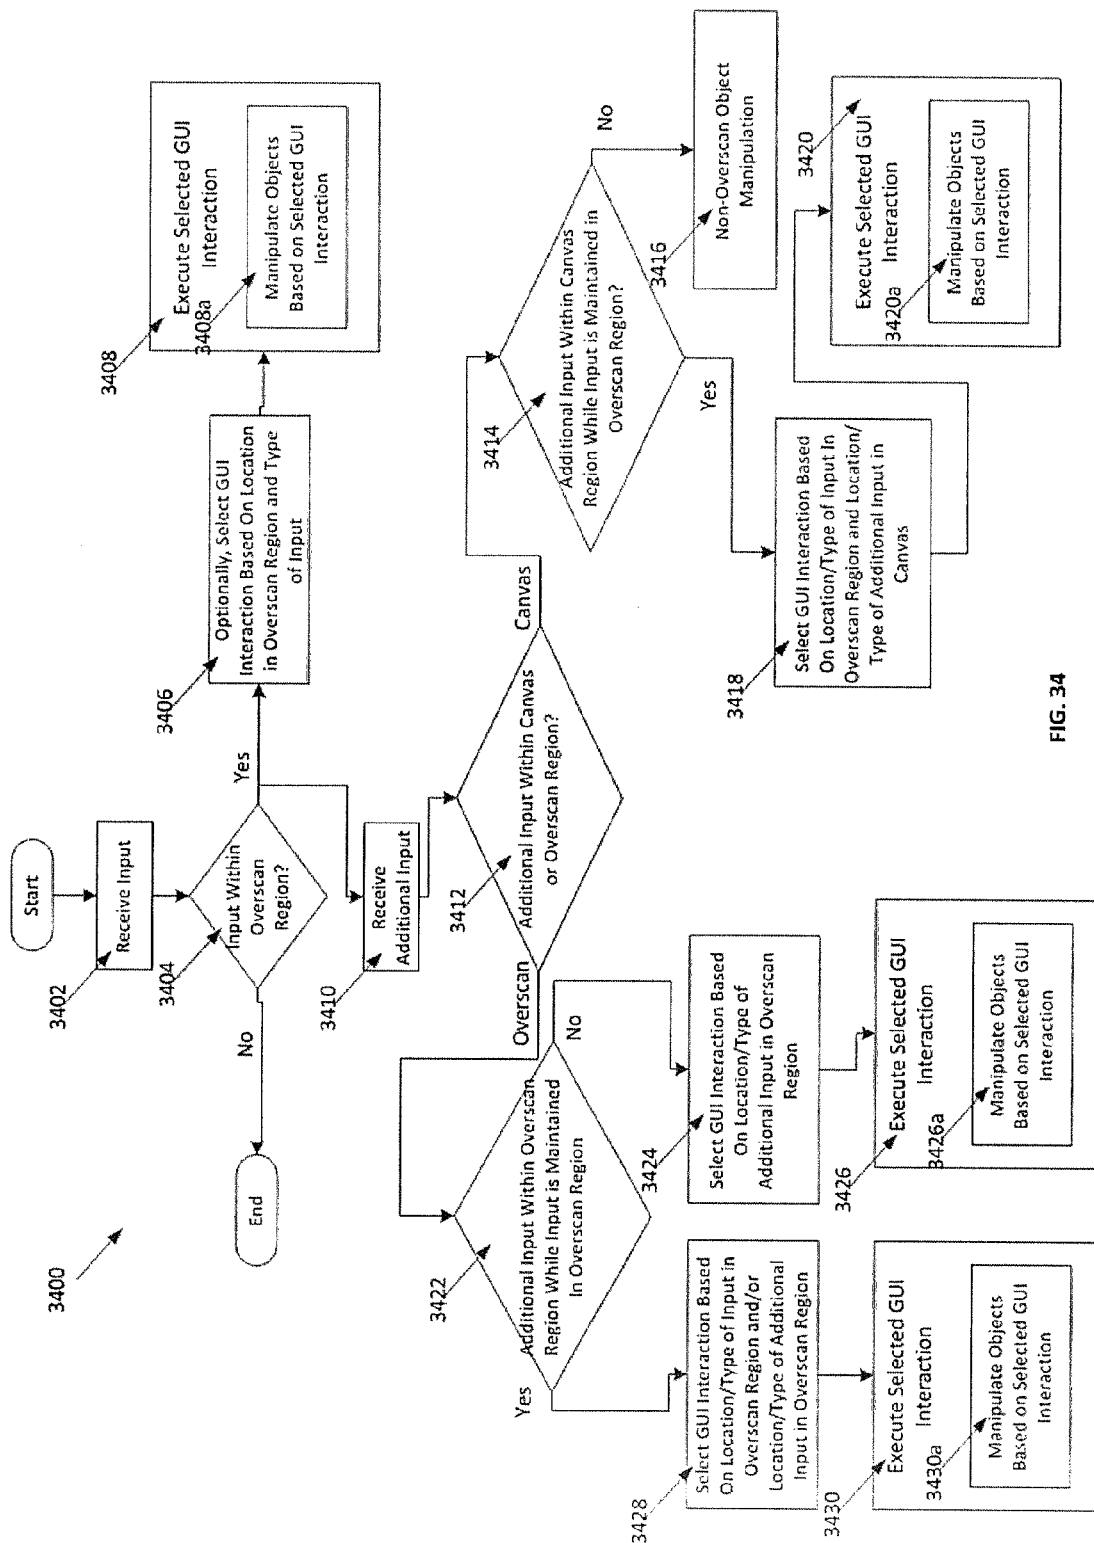 3400
Start
3402
Receive Input
3404
Input Within
Overscan
Region?
No
End
Yes
3406
Optionally, Select GUI
Interaction Based On Location
in Overscan Region and Type
of Input
3408
Execute Selected GUI
Interaction
3408a
Manipulate Objects
Based on Selected GUI
Interaction
3410
Receive
Additional Input
3412
Additional Input Within Canvas
or Overscan Region?
Overscan
Canvas
3414
Additional Input Within Canvas
Region While Input is Maintained in
Overscan Region?
No
3416
Non-Overscan Object
Manipulation
Yes
3418
Select GUI Interaction Based
On Location/Type of Input In
Overscan Region and Location/
Type of Additional Input in
Canvas
3420
Execute Selected GUI
Interaction
3420a
Manipulate Objects
Based on Selected GUI
Interaction
3422
Additional Input Within Overscan
Region While Input is Maintained
In Overscan Region
No
3424
Select GUI Interaction Based
On Location/Type of
Additional Input in Overscan
Region
3426
Execute Selected GUI
Interaction
3426a
Manipulate Objects
Based on Selected GUI
Interaction
Yes
3428
Select GUI Interaction Based
On Location/Type of Input in
Overscan Region and/or
Location/Type of Additional
Input in Overscan Region
3430
Execute Selected GUI
Interaction
3430a
Manipulate Objects
Based on Selected GUI
Interaction
FIG. 34